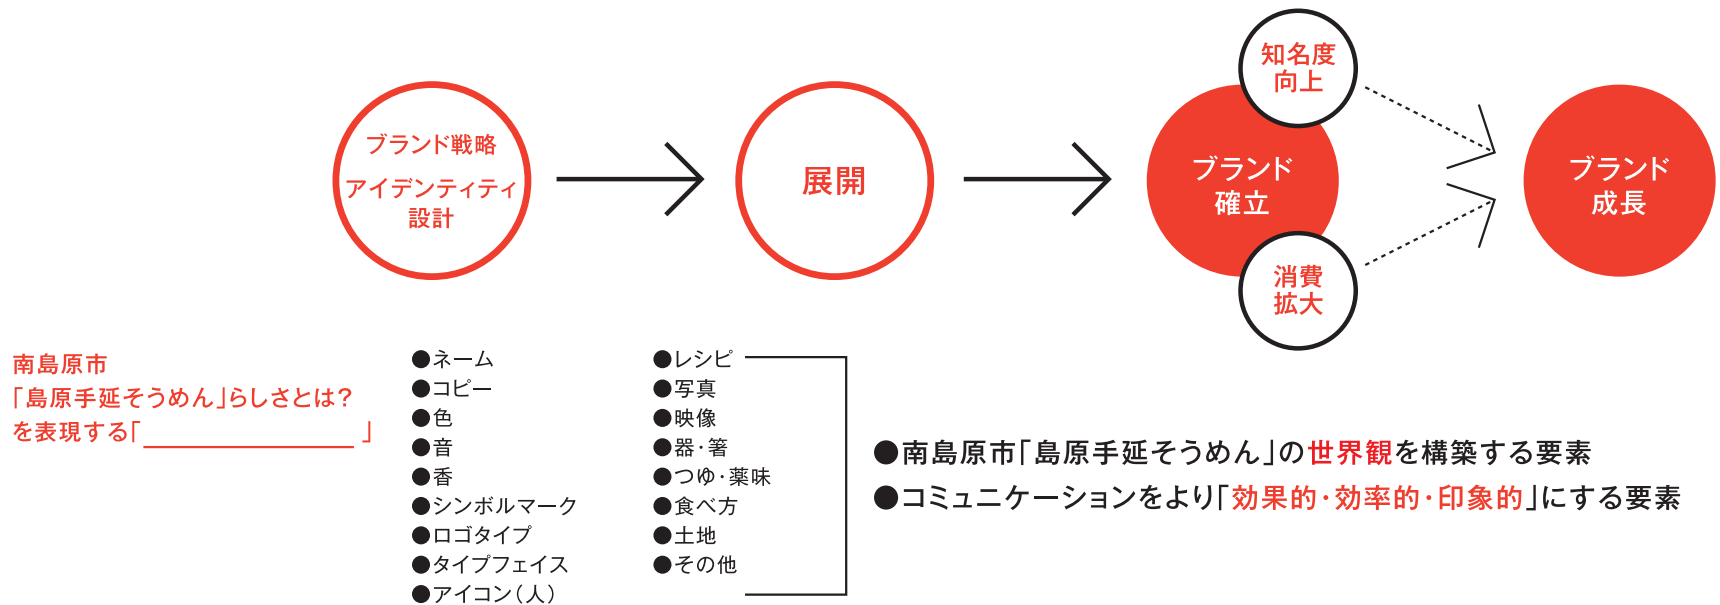 ブランド戦略
アイデンティティ
設計
展開
ブランド
確立
知名度
向上
消費
拡大
ブランド
成長
南島原市
「島原手延そうめん」らしさとは?
を表現する「　　　　　　　　」
●ネーム
●コピー
●色
●音
●香
●シンボルマーク
●ロゴタイプ
●タイプフェイス
●アイコン（人）
●レシピ
●写真
●映像
●器・箸
●つゆ・薬味
●食べ方
●土地
●その他
●南島原市「島原手延そうめん」の世界観を構築する要素
●コミュニケーションをより「効果的・効率的・印象的」にする要素